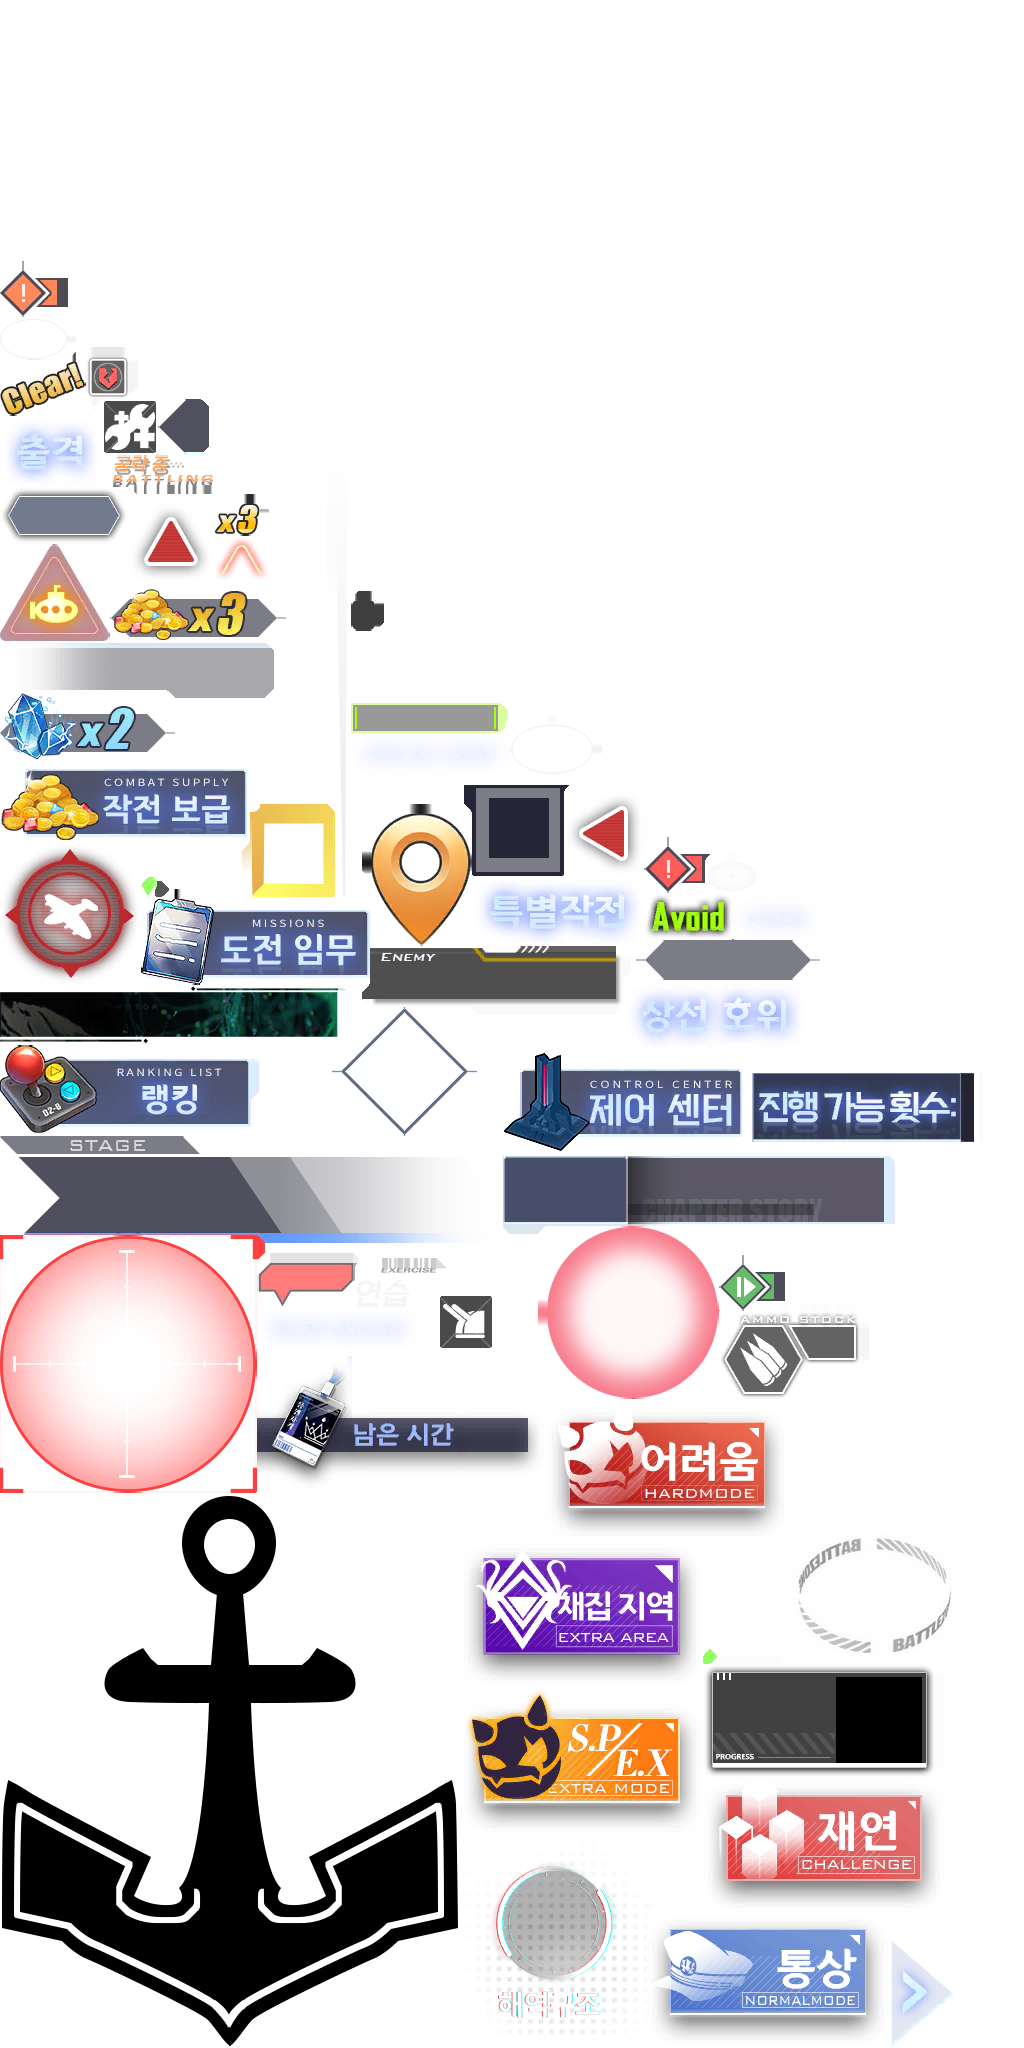 !
Clear!
출격
공략 중...
BATTLING
x3
x3
x2
COMBAT SUPPLY
작전 보급
!
MISSIONS
도전 임무
특별작전
Avoid
ENEMY
상선 호위
RANKING LIST
랭킹
D2-8
CONTROL CENTER
제어 센터
진행 가능 횟수:
STAGE
CHAPTER STORY
EXERCISE
연습
AMMO STOCK
남은 시간
어려움
HARDMODE
채집 지역
EXTRA AREA
BATTLEZONE
BATTLE
S.P/E.X
EXTRA MODE
PROGRESS
재연
CHALLENGE
해역구조
통상
NORMALMODE